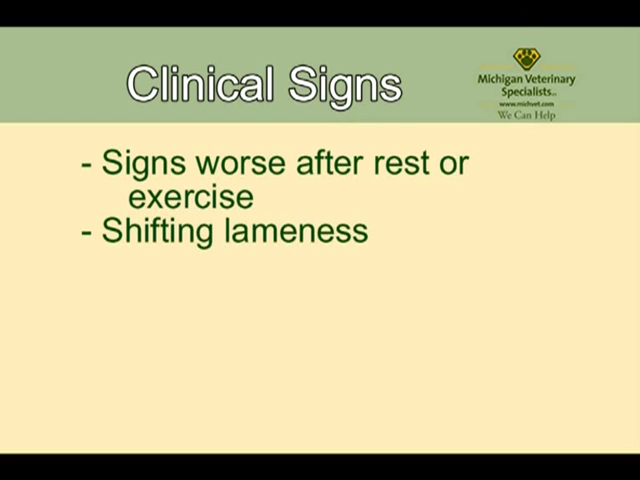 Clinical Signs
Michigan Veterinary
Specialists
www.michvet.com
We Can Help
- Signs worse after rest or
exercise
- Shifting lameness